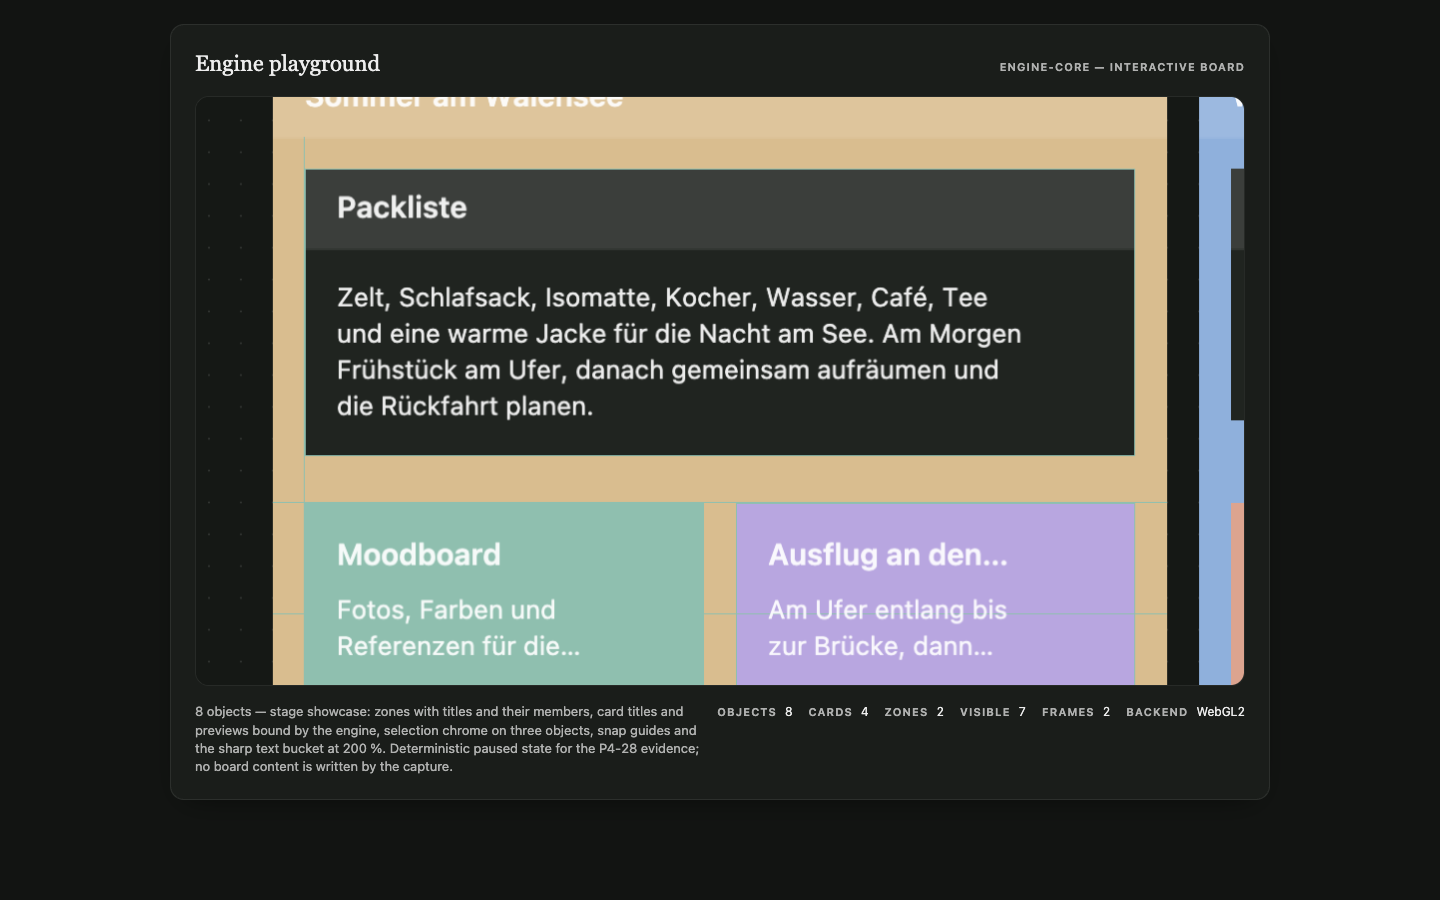 Engine playground
ENGINE-CORE — INTERACTIVE BOARD
Sommer am Walensee
Packliste
Zelt, Schlafsack, Isomatte, Kocher, Wasser, Café, Tee
und eine warme Jacke für die Nacht am See. Am Morgen
Frühstück am Ufer, danach gemeinsam aufräumen und
die Rückfahrt planen.
Moodboard
Fotos, Farben und
Referenzen für die...
Ausflug an den...
Am Ufer entlang bis
zur Brücke, dann...
8 objects — stage showcase: zones with titles and their members, card titles and
previews bound by the engine, selection chrome on three objects, snap guides and
the sharp text bucket at 200 %. Deterministic paused state for the P4-28 evidence;
no board content is written by the capture.
OBJECTS 8 CARDS 4 ZONES 2 VISIBLE 7 FRAMES 2 BACKEND WebGL2